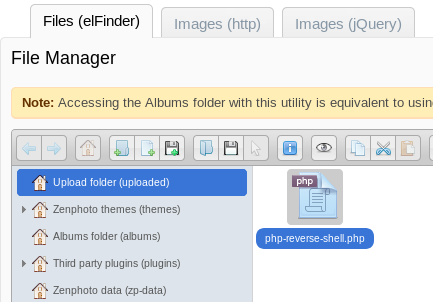 Files (elFinder) Images (http) Images (jQuery)
File Manager
Note: Accessing the Albums folder with this utility is equivalent to using
Upload folder (uploaded)
Zenphoto themes (themes)
Albums folder (albums)
Third party plugins (plugins)
Zenphoto data (zp-data)
php
php-reverse-shell.php